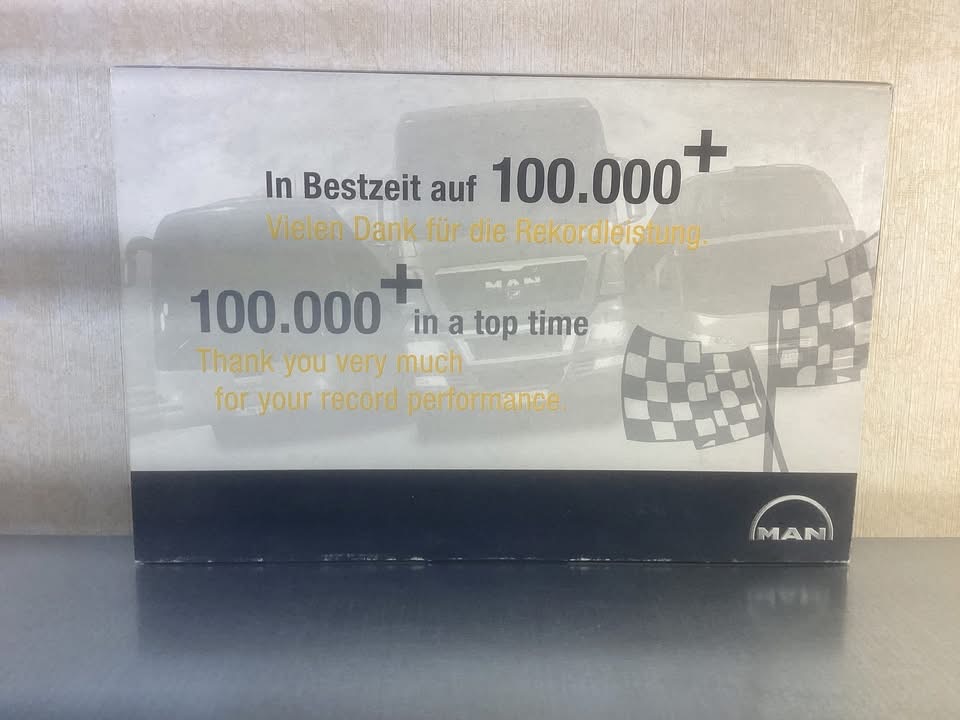 In Bestzeit auf 100.000+
Vielen Dank für die Rekordleistung.
MAN
100.000+ in a top time
Thank you very much
for your record performance.
MAN